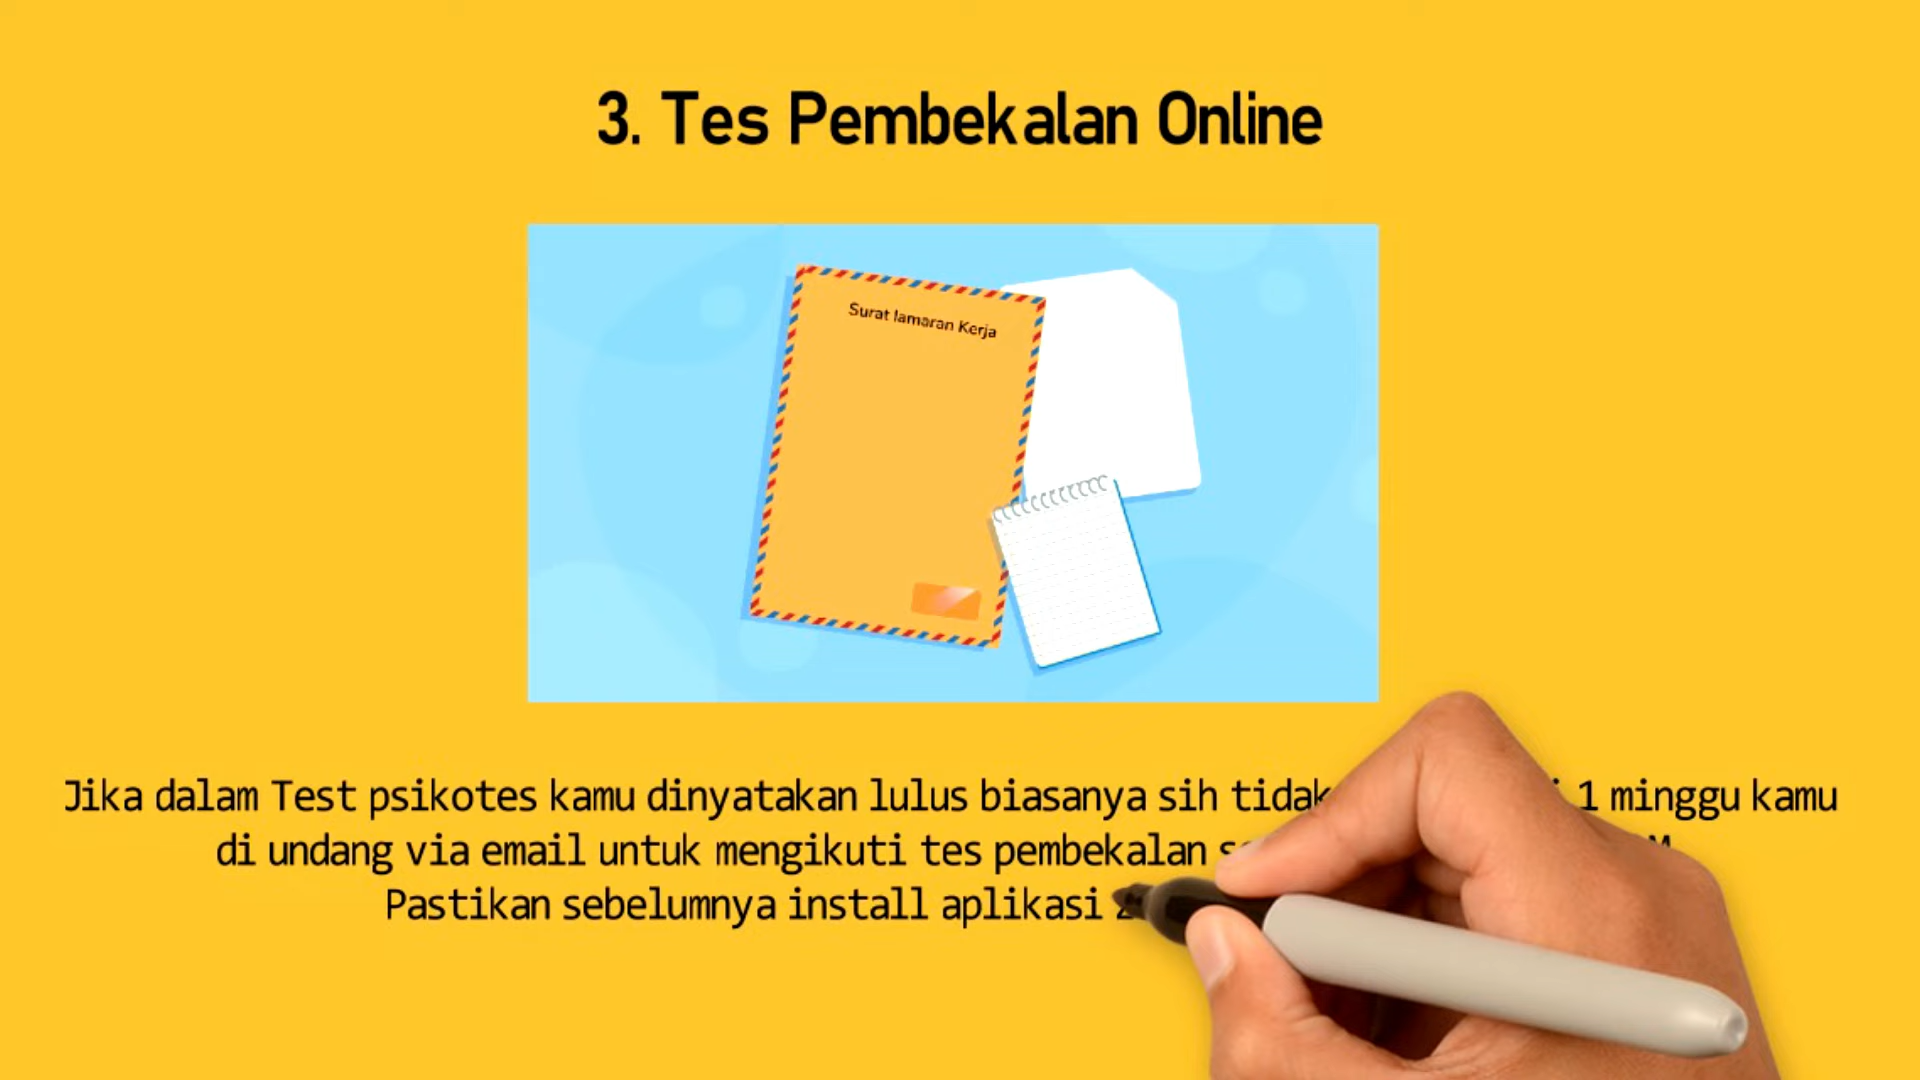 3. Tes Pembekalan Online
Surat lamaran Kerja
Jika dalam Test psikotes kamu dinyatakan lulus biasanya sih tidak 1 minggu kamu
di undang via email untuk mengikuti tes pembekalan
Pastikan sebelumnya install aplikasi